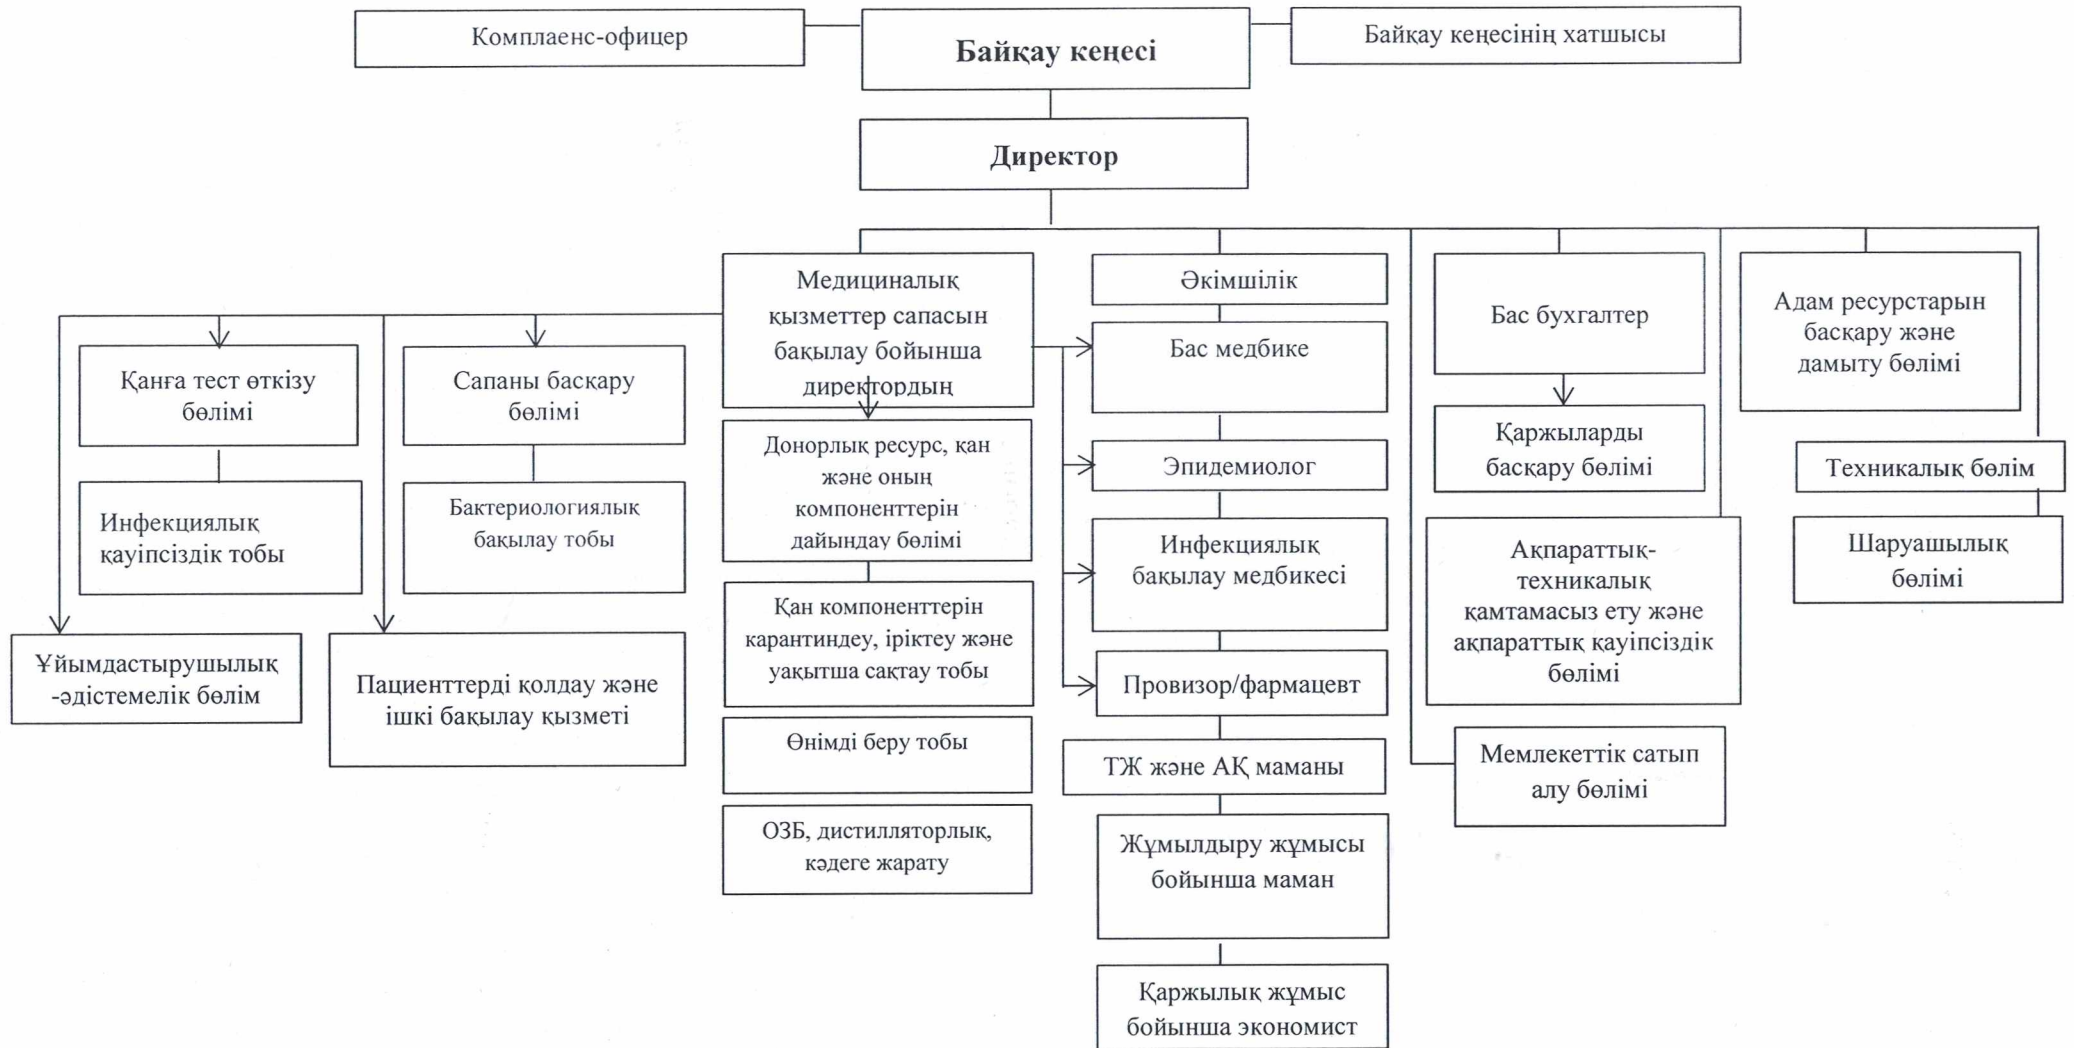 Комплаенс-офицер
Байқау кеңесі
Байқау кеңесінің хатшысы
Директор
Медициналық
қызметтер сапасын
бақылау бойынша
директордың
Әкімшілік
Бас бухгалтер
Адам ресурстарын
басқару және
дамыту бөлімі
Қанға тест өткізу
бөлімі
Сапаны басқару
бөлімі
Бас медбике
Донорлық ресурс, қан
және оның
компоненттерін
дайындау бөлімі
Эпидемиолог
Қаржыларды
басқару бөлімі
Техникалық бөлім
Инфекциялық
қауіпсіздік тобы
Бактериологиялық
бақылау тобы
Инфекциялық
бақылау медбикесі
Ақпараттық-
техникалық
қамтамасыз ету және
ақпараттық қауіпсіздік
бөлімі
Шаруашылық
бөлімі
Қан компоненттерін
карантиндеу, іріктеу және
уақытша сақтау тобы
Ұйымдастырушылық
-әдістемелік бөлім
Пациенттерді қолдау және
ішкі бақылау қызметі
Провизор/фармацевт
Өнімді беру тобы
ТЖ және АҚ маманы
Мемлекеттік сатып
алу бөлімі
ОЗБ, дистилляторлық,
кәдеге жарату
Жұмылдыру жұмысы
бойынша маман
Қаржылық жұмыс
бойынша экономист